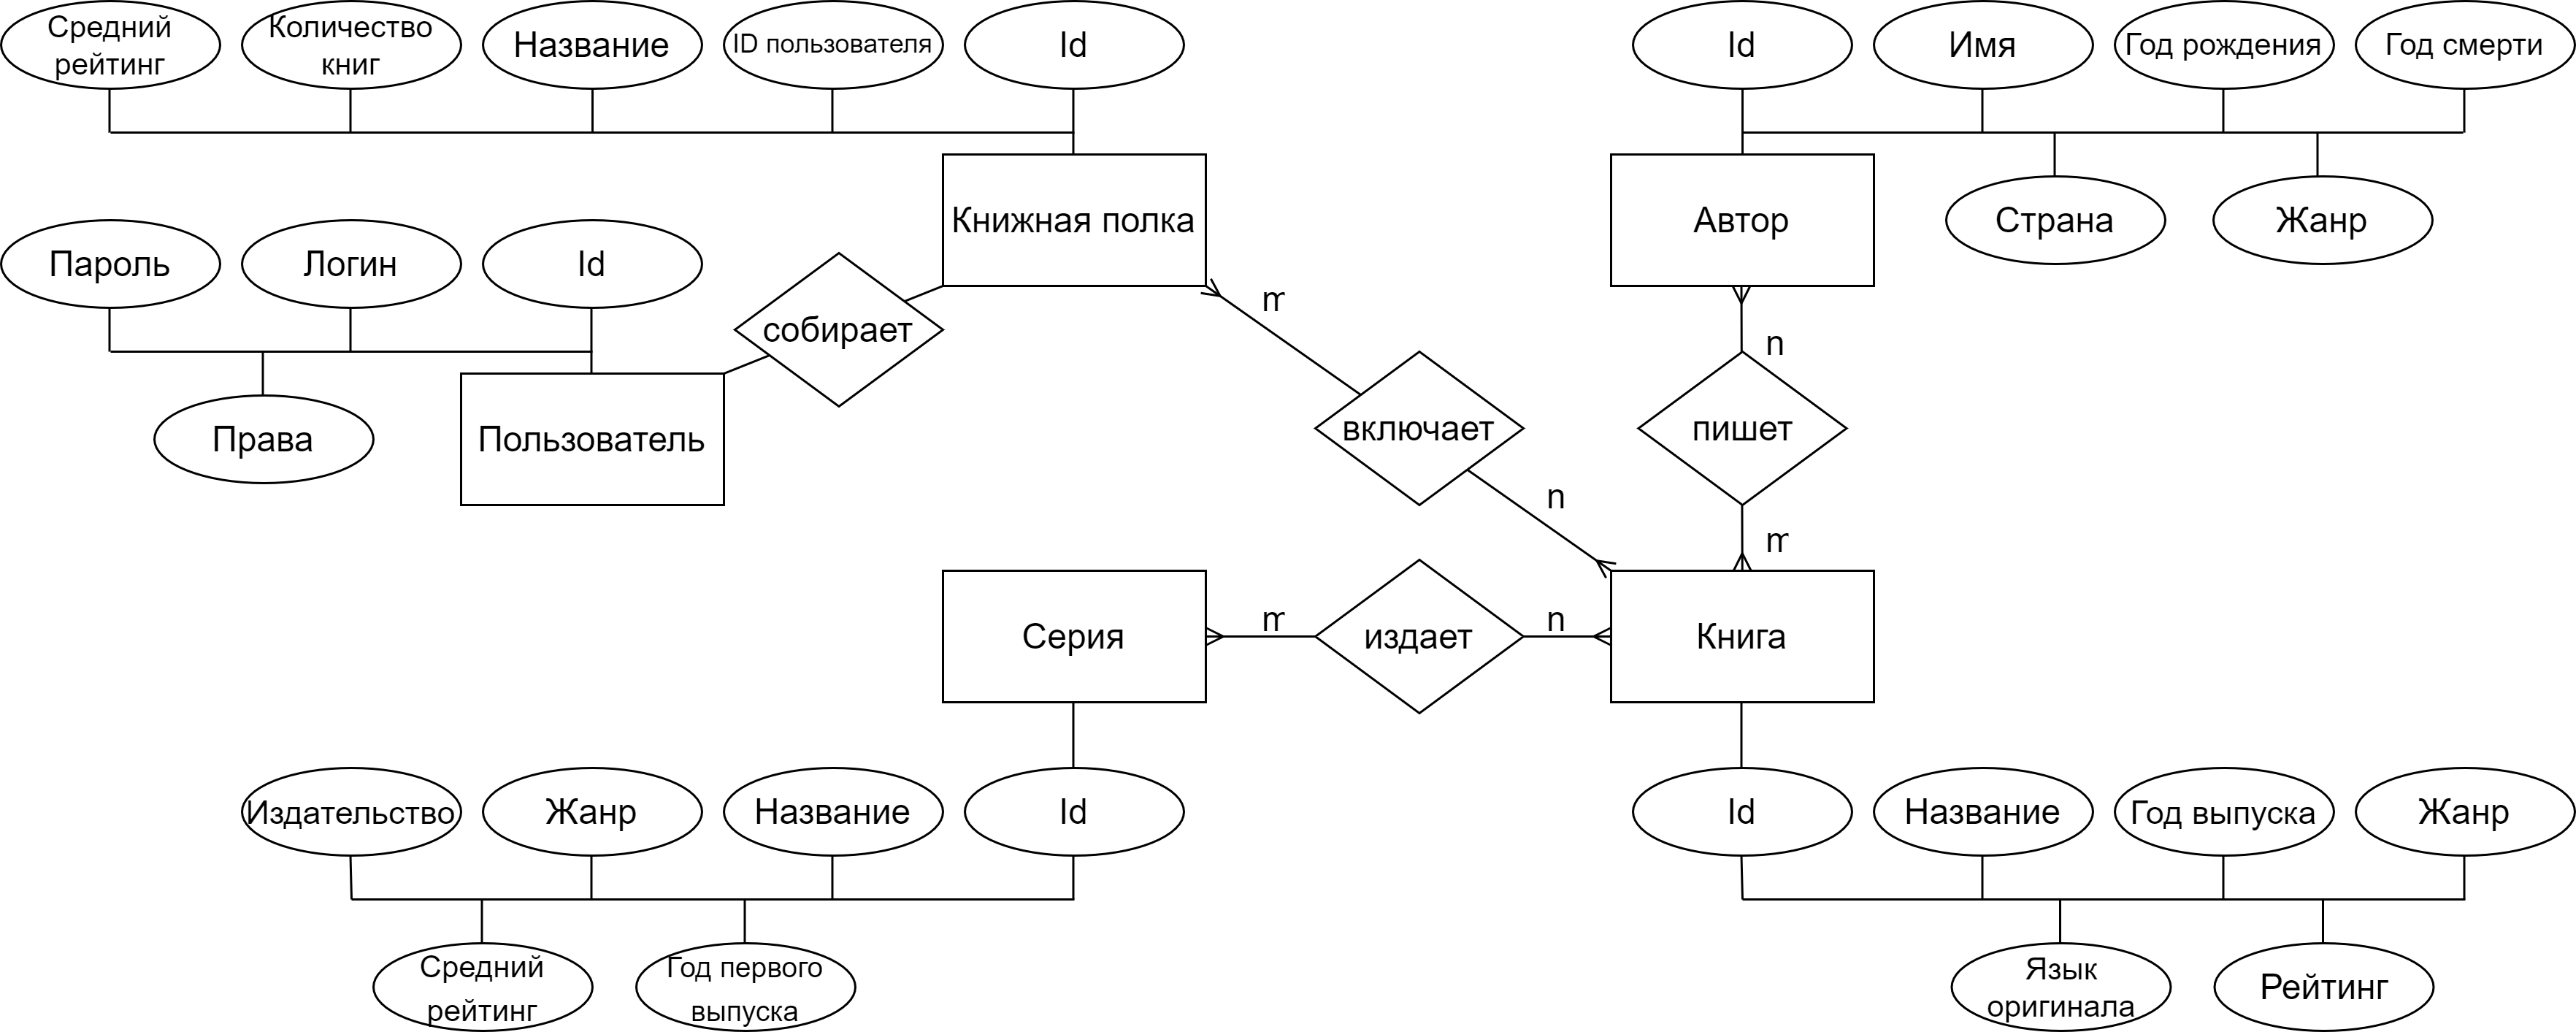 Средний
рейтинг
Количество
книг
Название
ID пользователя
Id
Id
Имя
Год рождения
Год смерти
Книжная полка
Автор
Страна
Жанр
Пароль
Логин
Id
собирает
m
n
Права
Пользователь
включает
пишет
n
m
Серия
m
издает
n
Книга
Издательство
Жанр
Название
Id
Id
Название
Год выпуска
Жанр
Средний
рейтинг
Год первого
выпуска
Язык
оригинала
Рейтинг